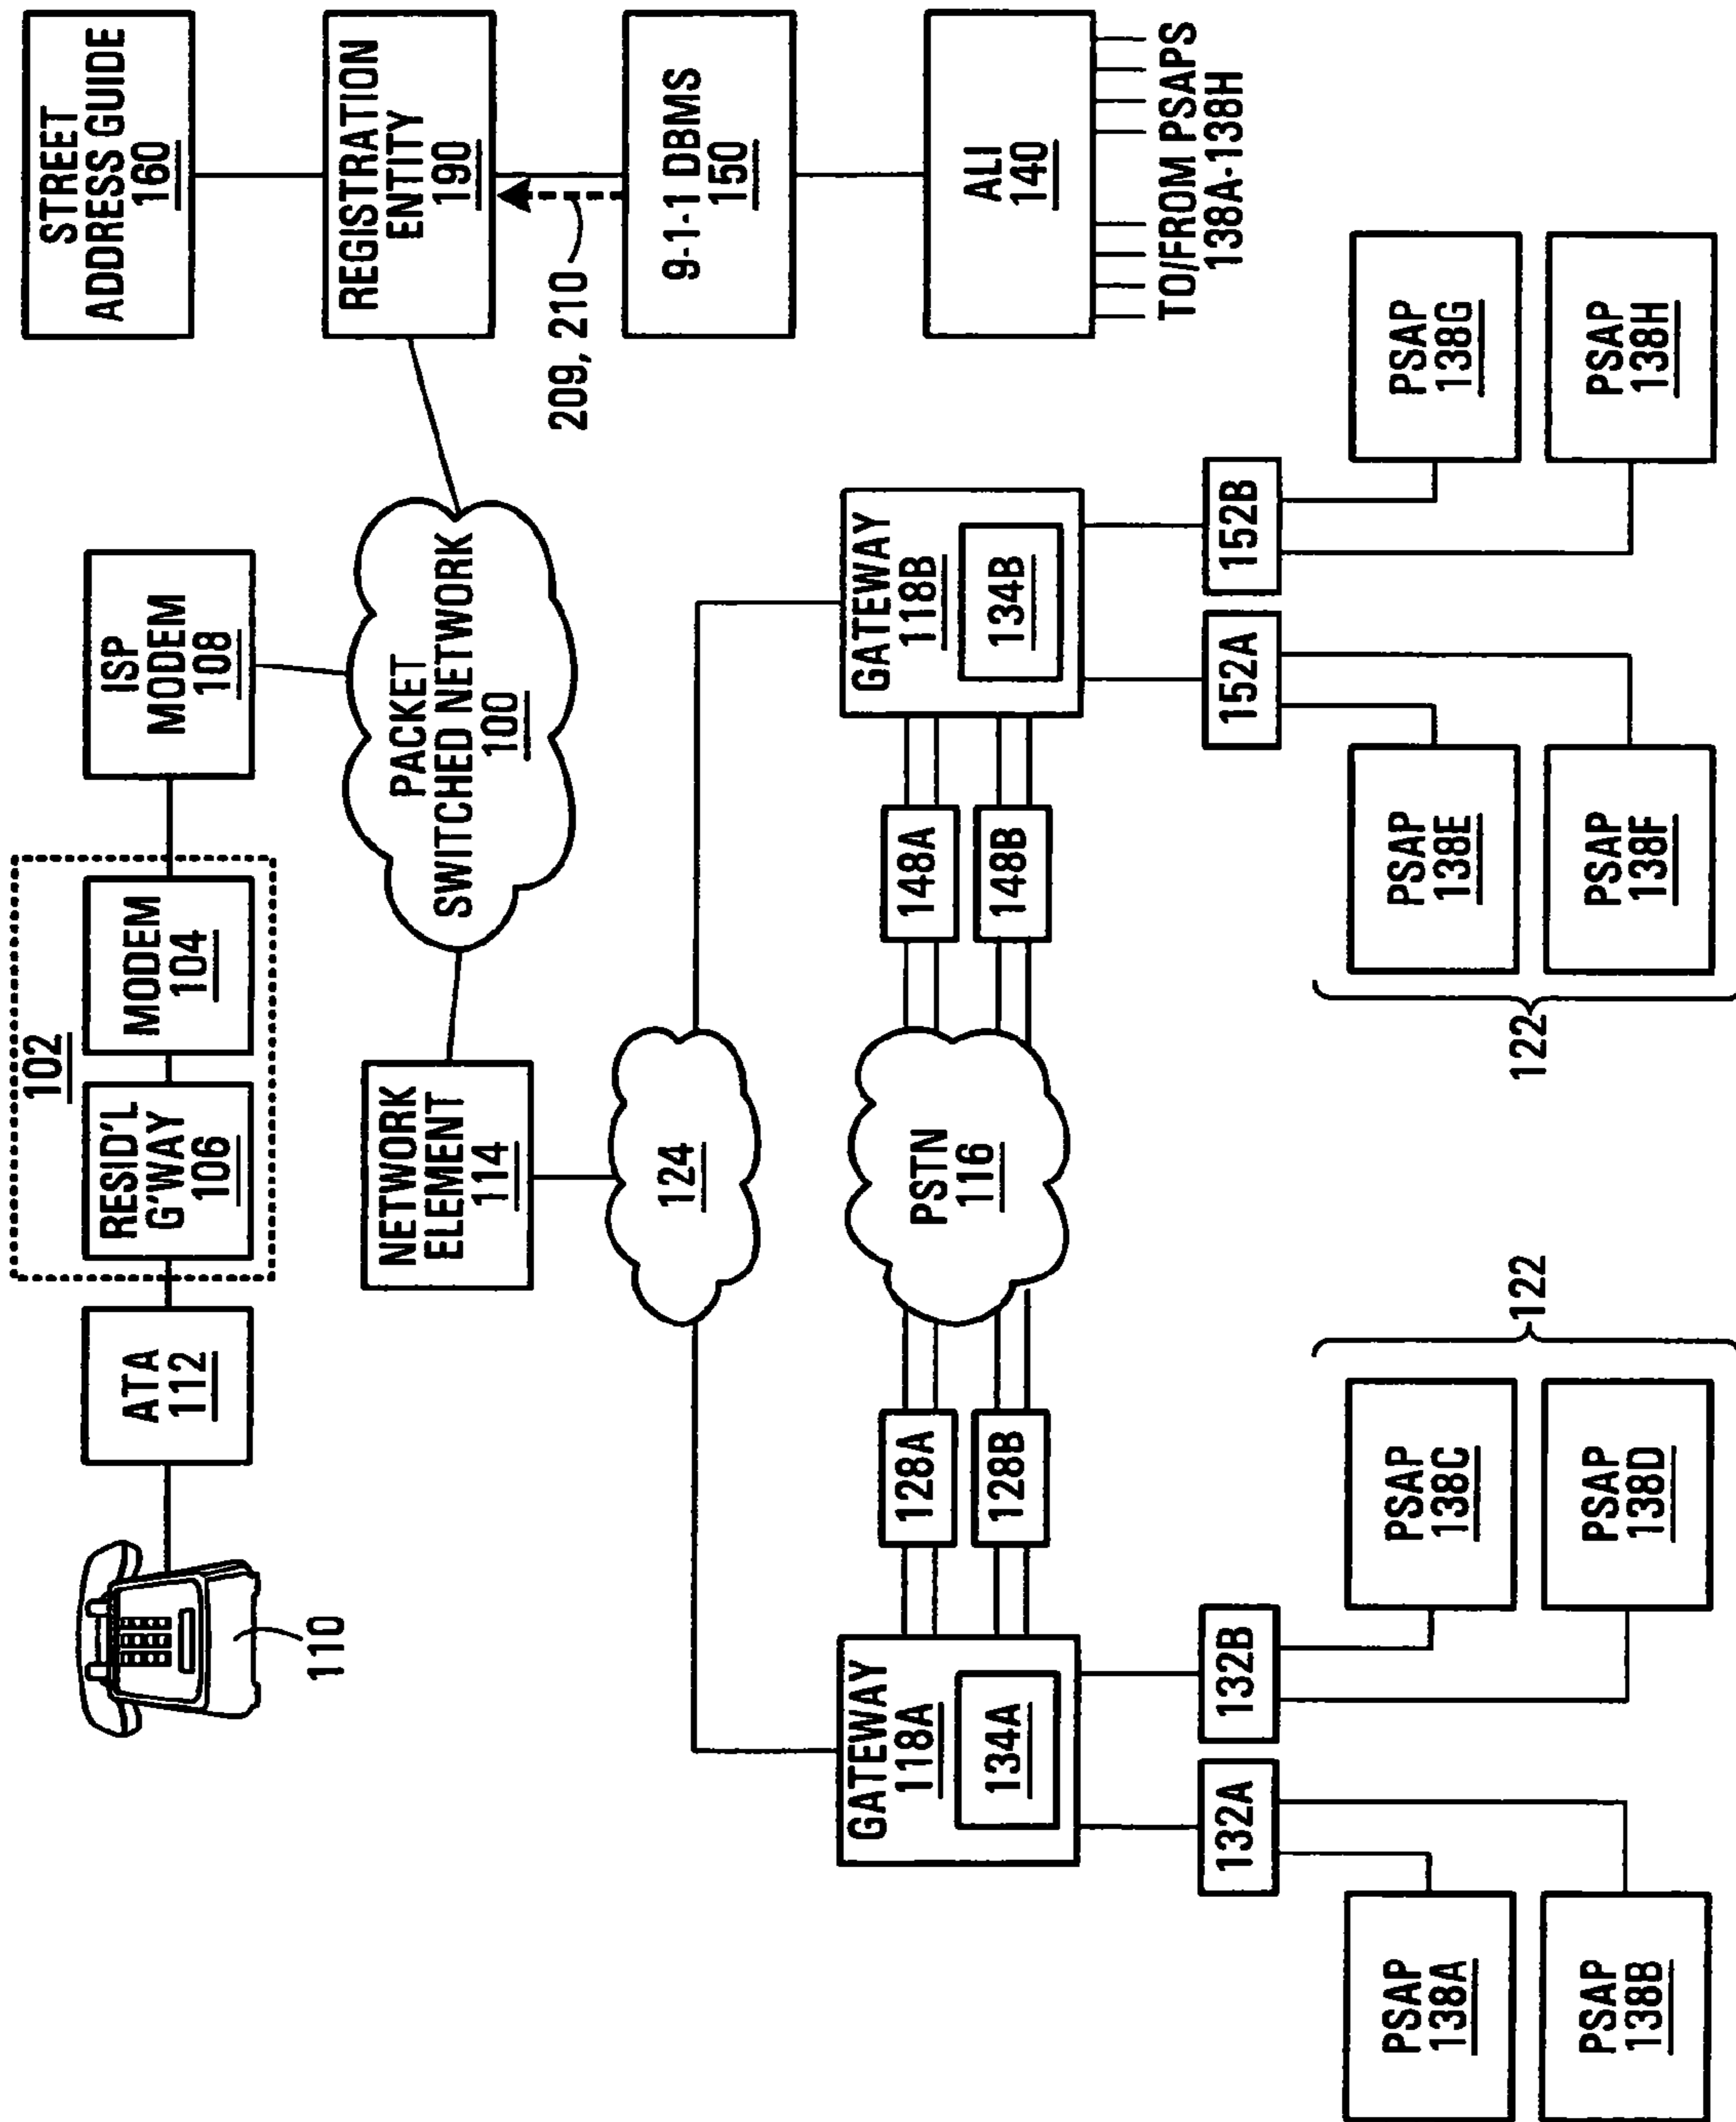 110
ATA
112
102
RESID'L
G'WAY
106
MODEM
104
ISP
MODEM
108
STREET
ADDRESS GUIDE
160
REGISTRATION
ENTITY
190
209, 210
9-1-1 DBMS
150
ALI
140
TO/FROM PSAPS
138A-138H
PACKET
SWITCHED NETWORK
100
NETWORK
ELEMENT
114
124
GATEWAY
118A
134A
128A
128B
PSTN
116
148A
148B
GATEWAY
118B
134B
132A
132B
152A
152B
PSAP
138A
PSAP
138B
PSAP
138C
PSAP
138D
122
122
PSAP
138E
PSAP
138F
PSAP
138G
PSAP
138H